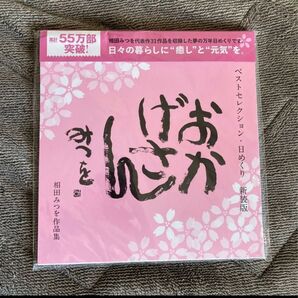 累計55万部
突破!
相田みつを代表作31作品を収録した夢の万年日めくりです
日々の暮らしに“癒し”と“元気”を
ベストセレクション・日めくり 新装版
おか
げさ
ん
みつを
相田みつを作品集